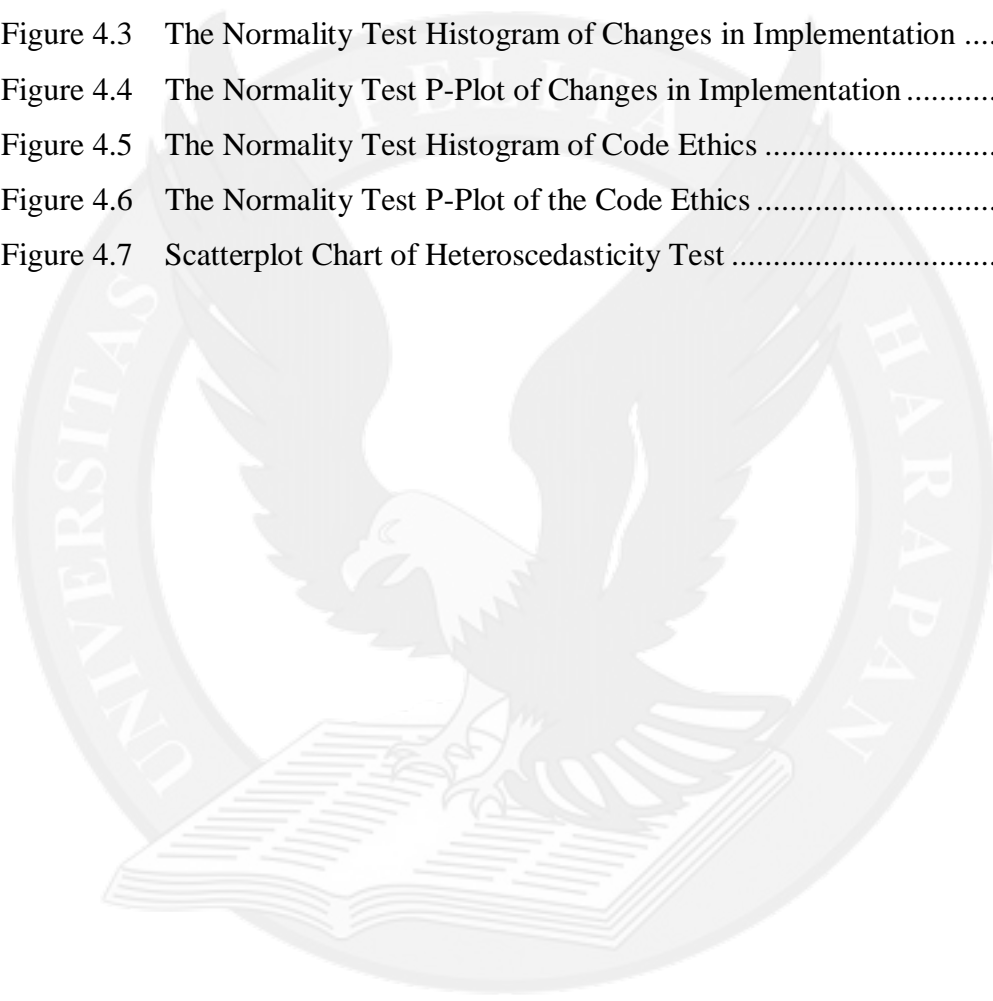 Figure 4.3 The Normality Test Histogram of Changes in Implementation ....
Figure 4.4 The Normality Test P-Plot of Changes in Implementation ...........
Figure 4.5 The Normality Test Histogram of Code Ethics ............................
Figure 4.6 The Normality Test P-Plot of the Code Ethics .............................
Figure 4.7 Scatterplot Chart of Heteroscedasticity Test ................................
UNIVERSITAS PELITA HARAPAN